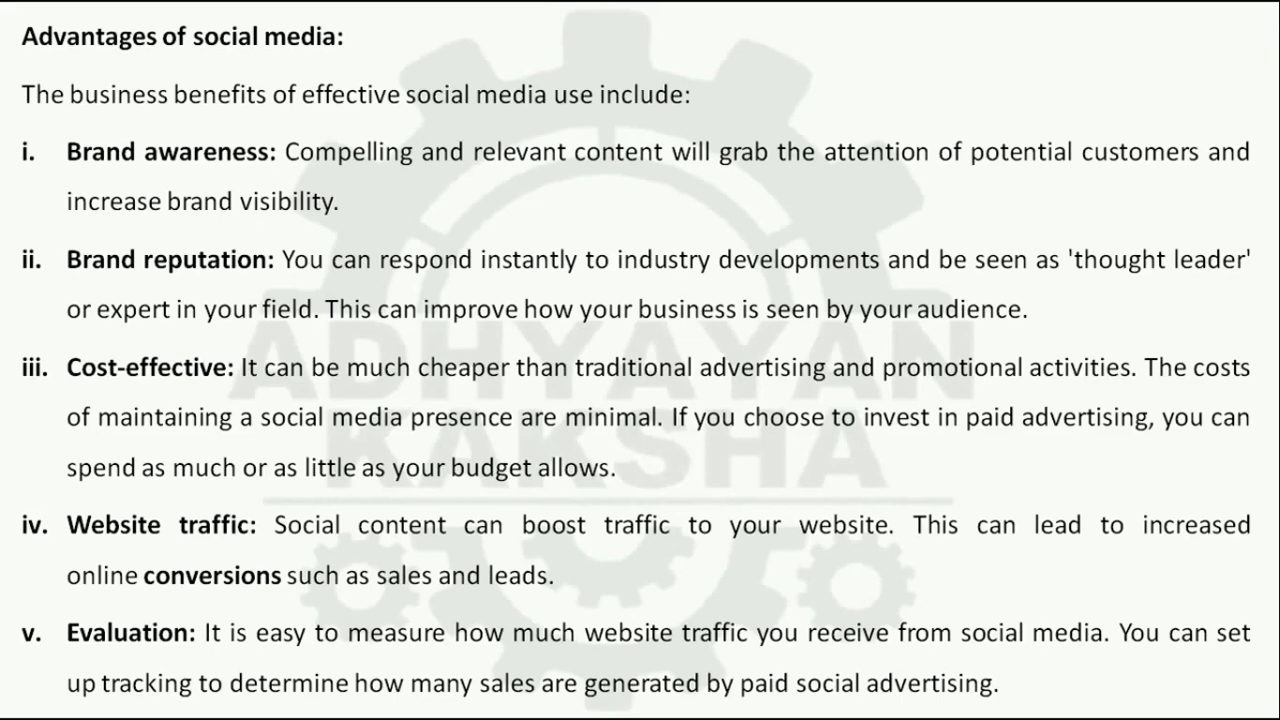 Advantages of social media:
The business benefits of effective social media use include:
i. Brand awareness: Compelling and relevant content will grab the attention of potential customers and
increase brand visibility.
ii. Brand reputation: You can respond instantly to industry developments and be seen as 'thought leader'
or expert in your field. This can improve how your business is seen by your audience.
iii. Cost-effective: It can be much cheaper than traditional advertising and promotional activities. The costs
of maintaining a social media presence are minimal. If you choose to invest in paid advertising, you can
spend as much or as little as your budget allows.
iv. Website traffic: Social content can boost traffic to your website. This can lead to increased
online conversions such as sales and leads.
v. Evaluation: It is easy to measure how much website traffic you receive from social media. You can set
up tracking to determine how many sales are generated by paid social advertising.
ADHYAYAN
KAKSHA